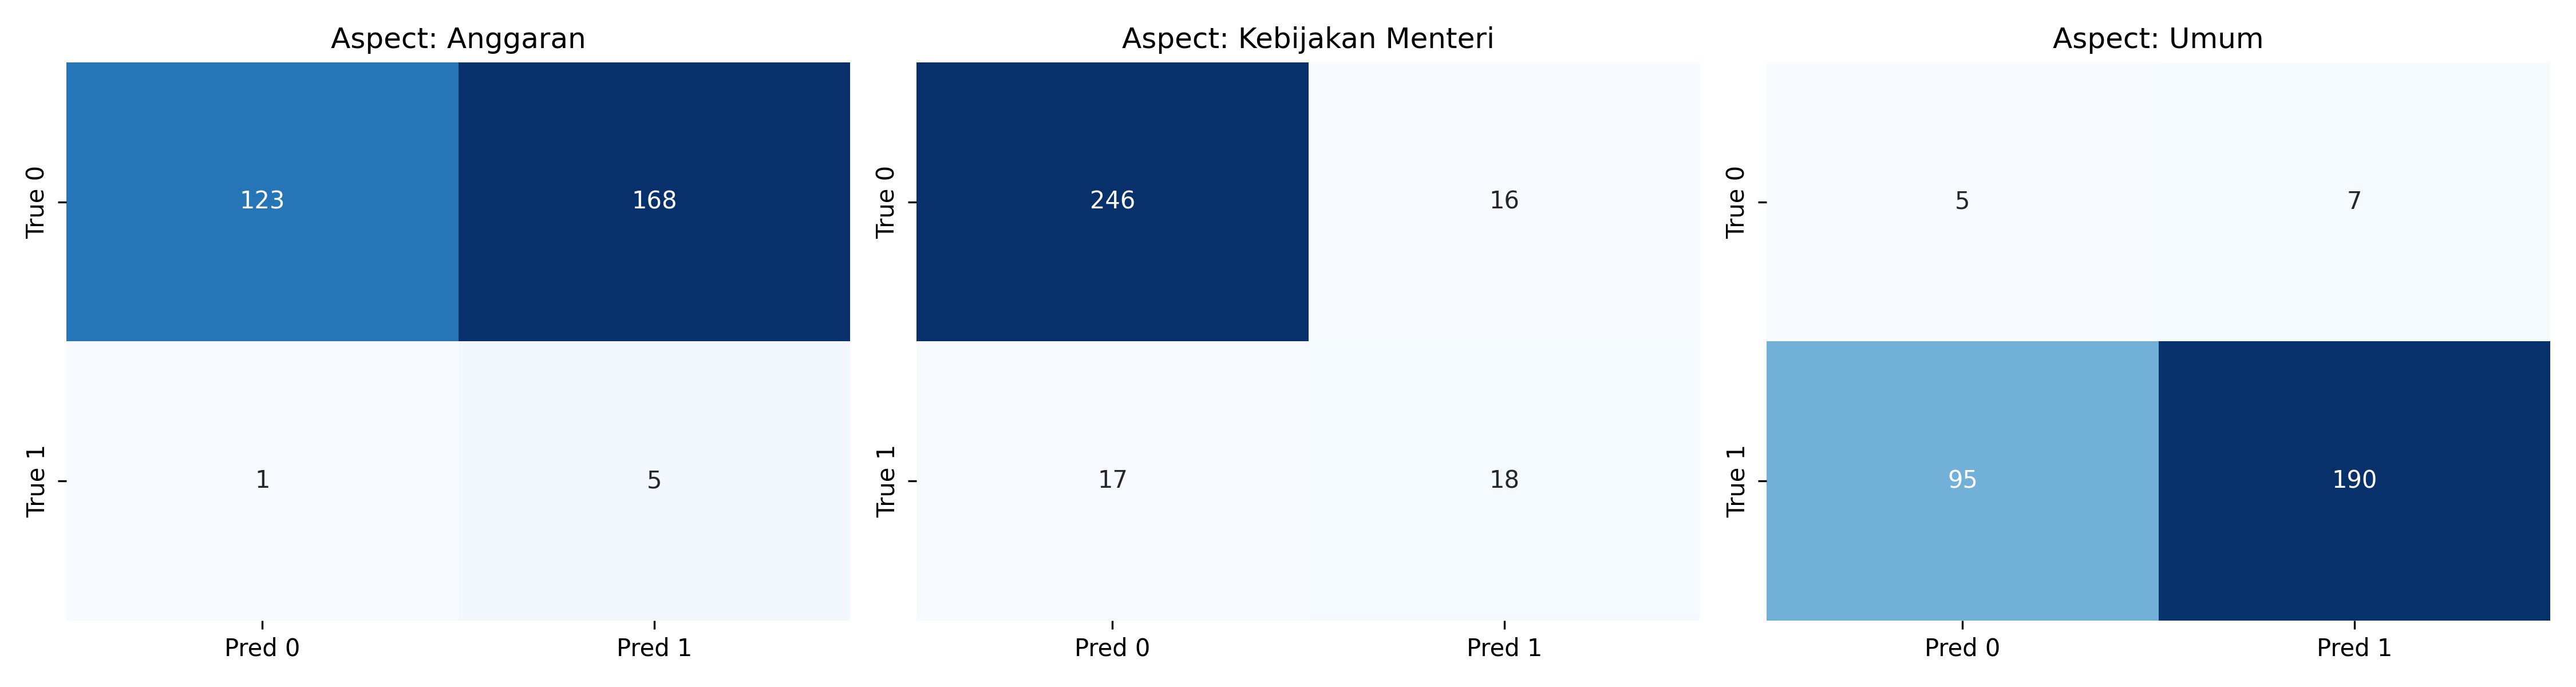 Aspect: Anggaran
True 0
123
168
True 1
1
5
Pred 0
Pred 1
Aspect: Kebijakan Menteri
True 0
246
16
True 1
17
18
Pred 0
Pred 1
Aspect: Umum
True 0
5
7
True 1
95
190
Pred 0
Pred 1